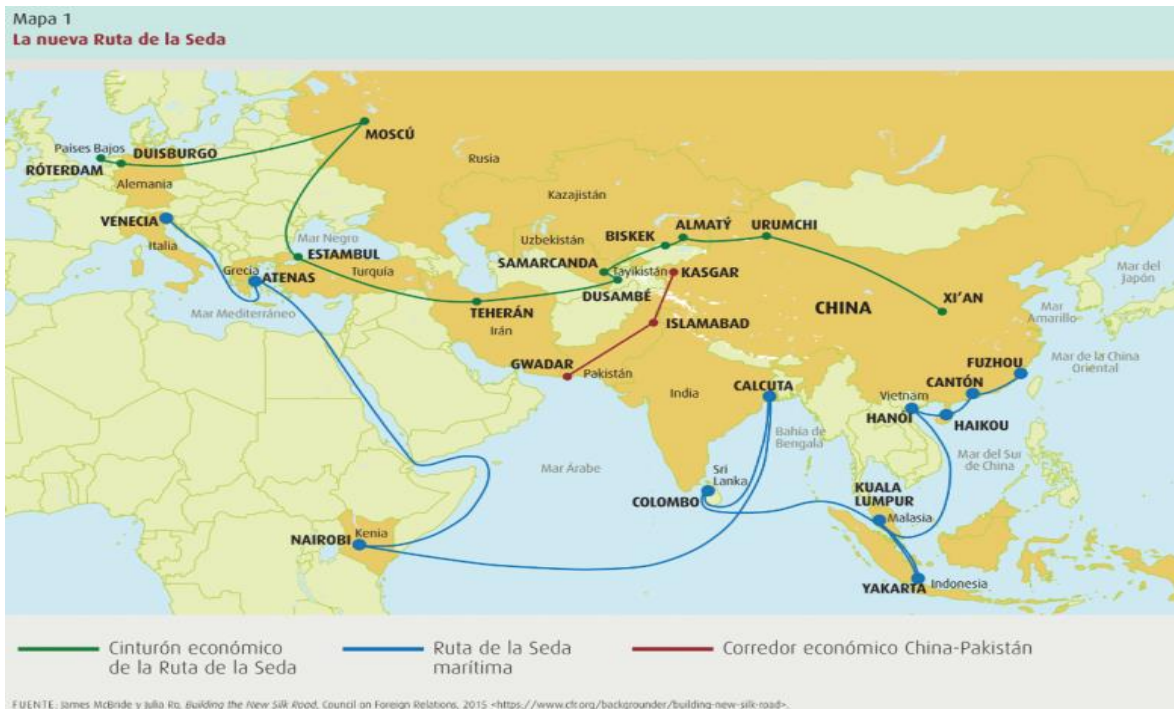 Mapa 1
La nueva Ruta de la Seda
MOSCÚ
Países Bajos
DUISBURGO
RÓTERDAM
Alemania
Rusia
Kazajistán
VENECIA
Italia
Mar Negro
ESTAMBUL
Grecia
ATENAS
Turquía
Mar Mediterráneo
Uzbekistán
BISKEK
ALMATÝ
URUMCHI
SAMARCANDA
Tayikistán
KASGAR
DUSAMBÉ
TEHERÁN
Irán
CHINA
XI'AN
Mar del
Japón
Mar
Amarillo
ISLAMABAD
GWADAR
Pakistán
India
CALCUTA
FUZHOU
Mar de la China
Oriental
CANTÓN
Vietnam
HANÓI
HAIKOU
Bahía de
Bengala
Mar del Sur
de China
Mar Árabe
Sri
Lanka
COLOMBO
KUALA
LUMPUR
Malasia
NAIROBI
Kenia
YAKARTA
Indonesia
Cinturón económico
de la Ruta de la Seda
Ruta de la Seda
marítima
Corredor económico China-Pakistán
FUENTE: James McBride y Julia Ro, Building the New Silk Road, Council on Foreign Relations, 2015 <https://www.cfr.org/backgrounder/building-new-silk-road>.